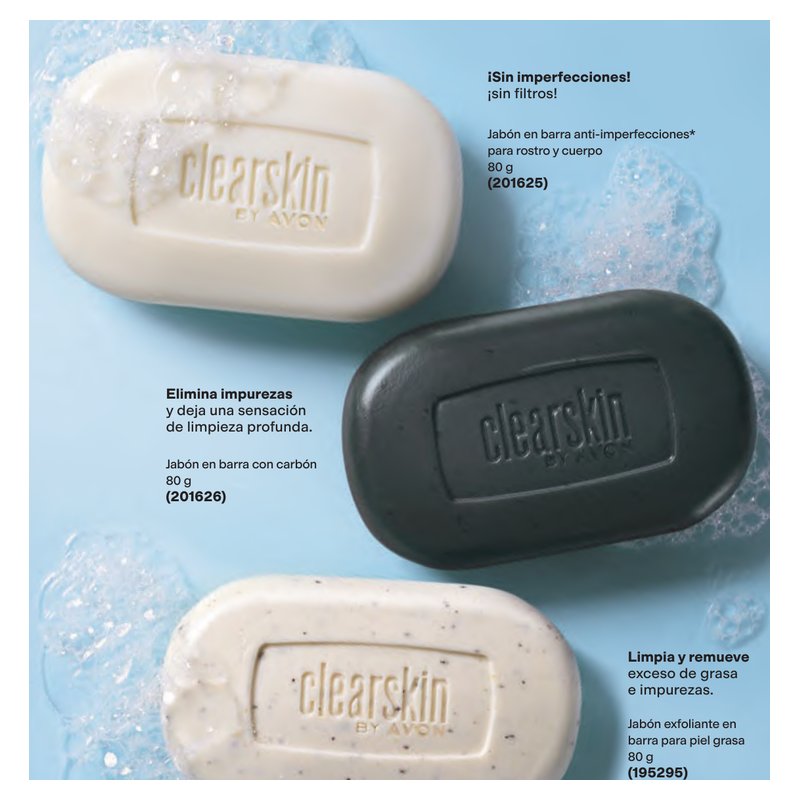 ¡Sin imperfecciones!
¡sin filtros!
Jabón en barra anti-imperfecciones*
para rostro y cuerpo
80 g
(201625)
clearskin
BY AVON
clearskin
BY AVON
Elimina impurezas
y deja una sensación
de limpieza profunda.
Jabón en barra con carbón
80 g
(201626)
clearskin
BY AVON
Limpia y remueve
exceso de grasa
e impurezas.
Jabón exfoliante en
barra para piel grasa
80 g
(195295)